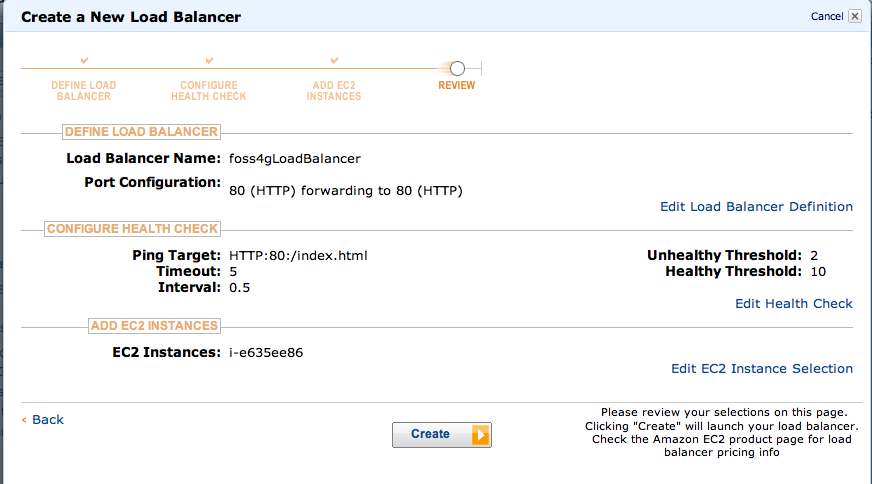 Create a New Load Balancer
Cancel
DEFINE LOAD BALANCER
CONFIGURE HEALTH CHECK
ADD EC2 INSTANCES
REVIEW
DEFINE LOAD BALANCER
Load Balancer Name: foss4gLoadBalancer
Port Configuration: 80 (HTTP) forwarding to 80 (HTTP)
Edit Load Balancer Definition
CONFIGURE HEALTH CHECK
Ping Target: HTTP:80:/index.html
Timeout: 5
Interval: 0.5
Unhealthy Threshold: 2
Healthy Threshold: 10
Edit Health Check
ADD EC2 INSTANCES
EC2 Instances: i-e635ee86
Edit EC2 Instance Selection
‹ Back
Create
Please review your selections on this page.
Clicking "Create" will launch your load balancer.
Check the Amazon EC2 product page for load
balancer pricing info